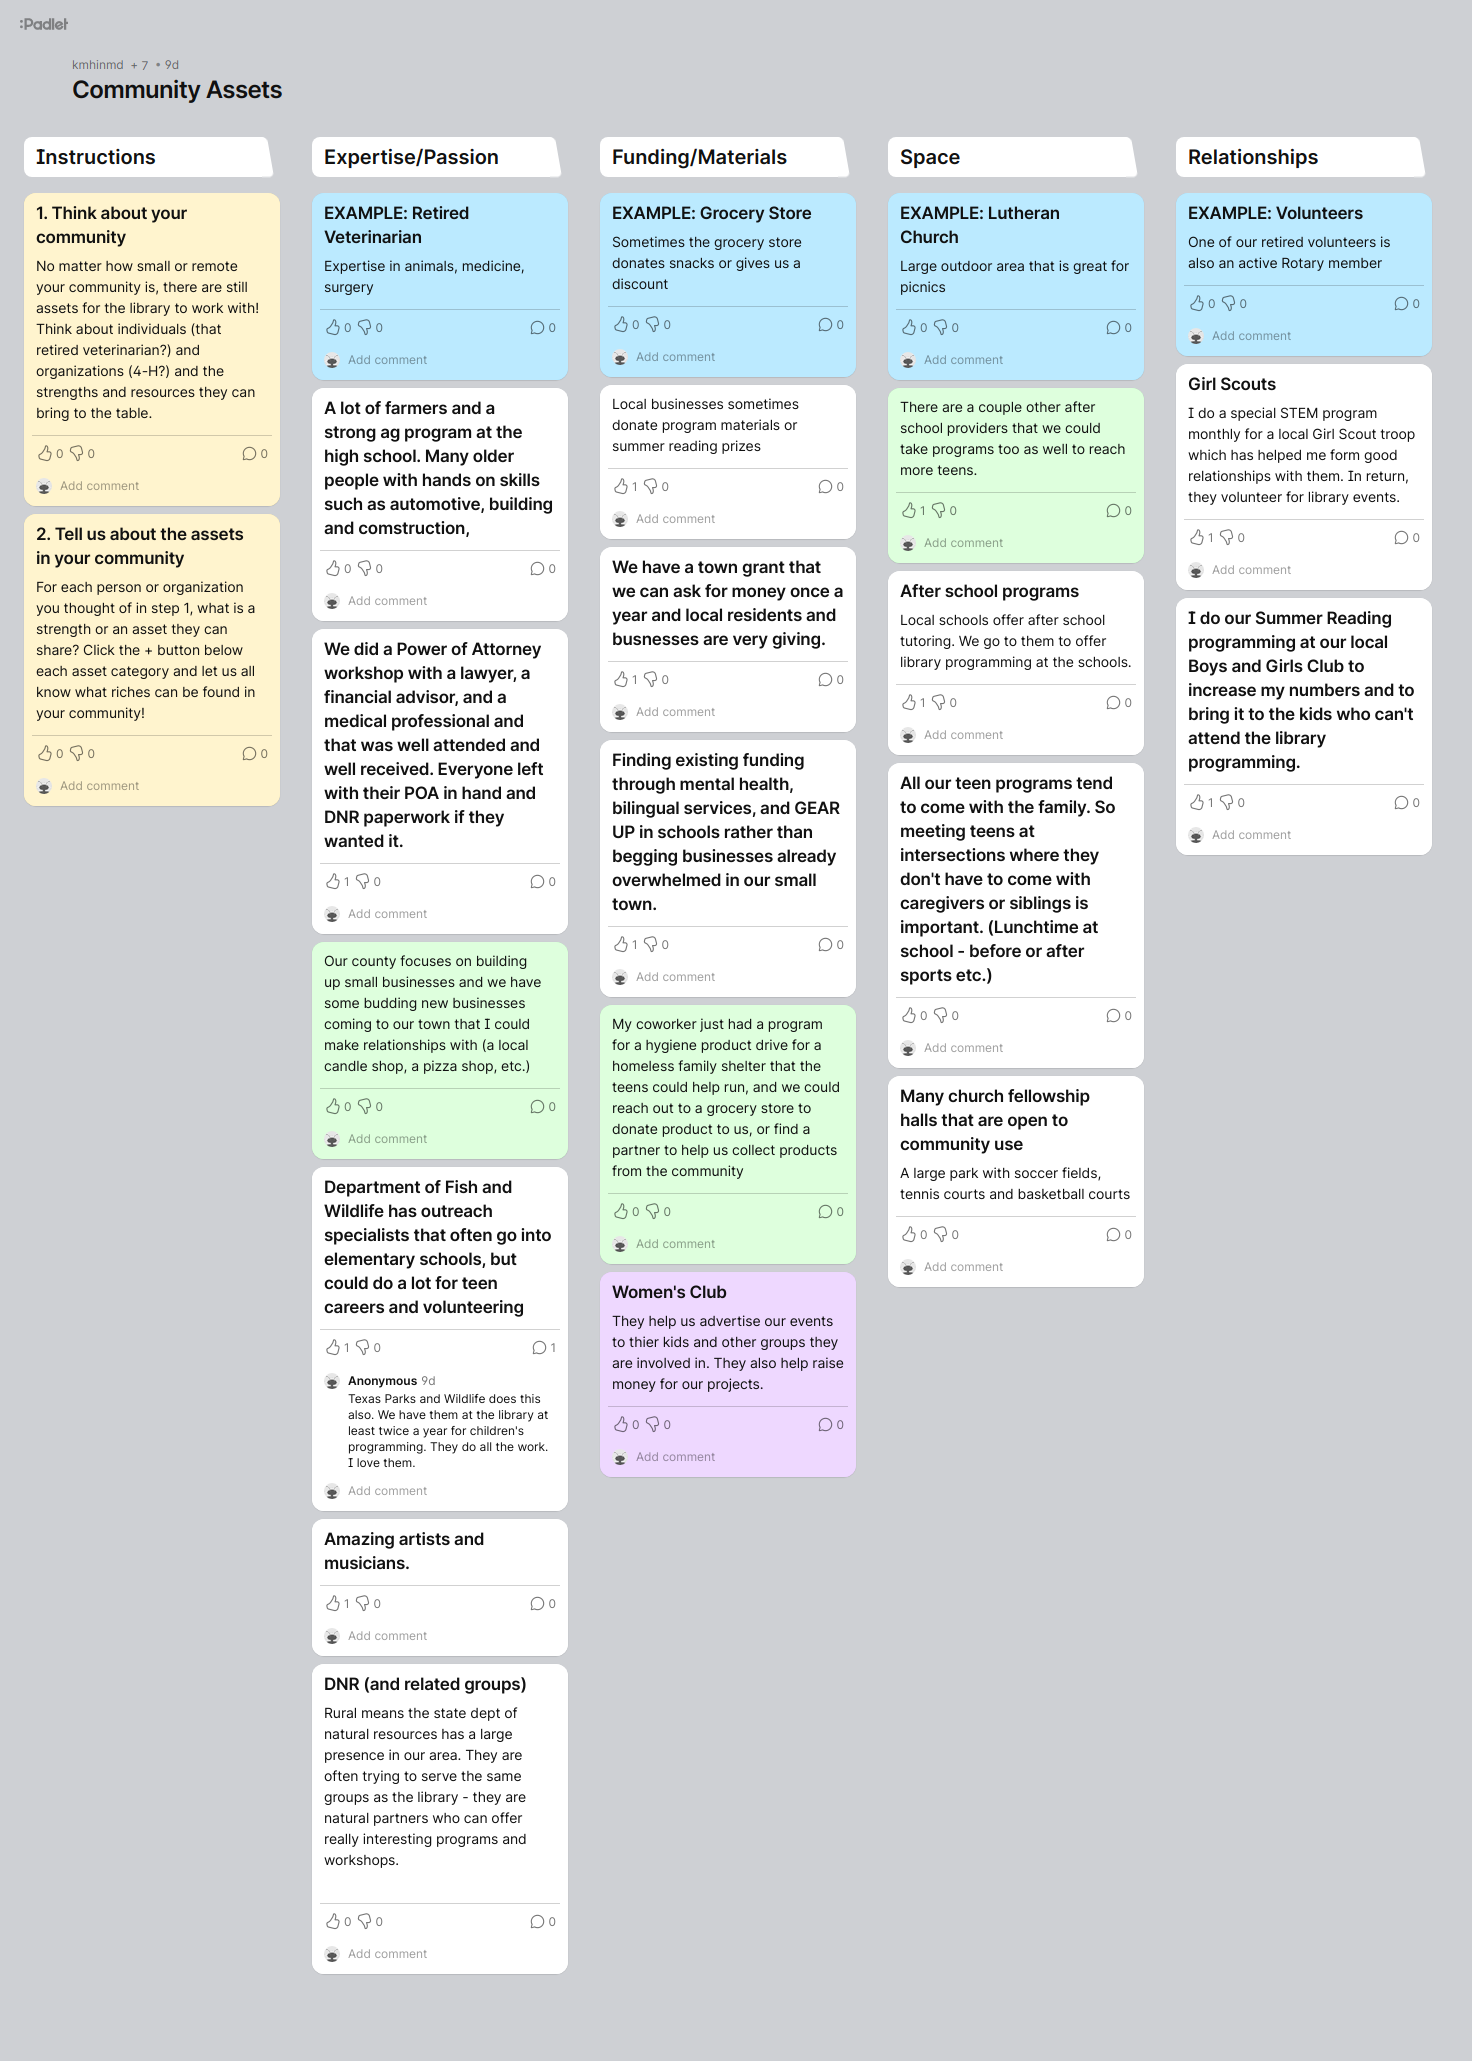 :Padlet
kmhinmd + 7 • 9d
Community Assets
Instructions
1. Think about your
community
No matter how small or remote
your community is, there are still
assets for the library to work with!
Think about individuals (that
retired veterinarian?) and
organizations (4-H?) and the
strengths and resources they can
bring to the table.
0 0 0
Add comment
2. Tell us about the assets
in your community
For each person or organization
you thought of in step 1, what is a
strength or an asset they can
share? Click the + button below
each asset category and let us all
know what riches can be found in
your community!
0 0 0
Add comment
Expertise/Passion
EXAMPLE: Retired
Veterinarian
Expertise in animals, medicine,
surgery
0 0 0
Add comment
A lot of farmers and a
strong ag program at the
high school. Many older
people with hands on skills
such as automotive, building
and comstruction,
0 0 0
Add comment
We did a Power of Attorney
workshop with a lawyer, a
financial advisor, and a
medical professional and
that was well attended and
well received. Everyone left
with their POA in hand and
DNR paperwork if they
wanted it.
1 0 0
Add comment
Our county focuses on building
up small businesses and we have
some budding new businesses
coming to our town that I could
make relationships with (a local
candle shop, a pizza shop, etc.)
0 0 0
Add comment
Department of Fish and
Wildlife has outreach
specialists that often go into
elementary schools, but
could do a lot for teen
careers and volunteering
1 0 1
Anonymous 9d
Texas Parks and Wildlife does this
also. We have them at the library at
least twice a year for children's
programming. They do all the work.
I love them.
Add comment
Amazing artists and
musicians.
1 0 0
Add comment
DNR (and related groups)
Rural means the state dept of
natural resources has a large
presence in our area. They are
often trying to serve the same
groups as the library - they are
natural partners who can offer
really interesting programs and
workshops.
0 0 0
Add comment
Funding/Materials
EXAMPLE: Grocery Store
Sometimes the grocery store
donates snacks or gives us a
discount
0 0 0
Add comment
Local businesses sometimes
donate program materials or
summer reading prizes
1 0 0
Add comment
We have a town grant that
we can ask for money once a
year and local residents and
busnesses are very giving.
1 0 0
Add comment
Finding existing funding
through mental health,
bilingual services, and GEAR
UP in schools rather than
begging businesses already
overwhelmed in our small
town.
1 0 0
Add comment
My coworker just had a program
for a hygiene product drive for a
homeless family shelter that the
teens could help run, and we could
reach out to a grocery store to
donate product to us, or find a
partner to help us collect products
from the community
0 0 0
Add comment
Women's Club
They help us advertise our events
to thier kids and other groups they
are involved in. They also help raise
money for our projects.
0 0 0
Add comment
Space
EXAMPLE: Lutheran
Church
Large outdoor area that is great for
picnics
0 0 0
Add comment
There are a couple other after
school providers that we could
take programs too as well to reach
more teens.
1 0 0
Add comment
After school programs
Local schools offer after school
tutoring. We go to them to offer
library programming at the schools.
1 0 0
Add comment
All our teen programs tend
to come with the family. So
meeting teens at
intersections where they
don't have to come with
caregivers or siblings is
important. (Lunchtime at
school - before or after
sports etc.)
0 0 0
Add comment
Many church fellowship
halls that are open to
community use
A large park with soccer fields,
tennis courts and basketball courts
0 0 0
Add comment
Relationships
EXAMPLE: Volunteers
One of our retired volunteers is
also an active Rotary member
0 0 0
Add comment
Girl Scouts
I do a special STEM program
monthly for a local Girl Scout troop
which has helped me form good
relationships with them. In return,
they volunteer for library events.
1 0 0
Add comment
I do our Summer Reading
programming at our local
Boys and Girls Club to
increase my numbers and to
bring it to the kids who can't
attend the library
programming.
1 0 0
Add comment